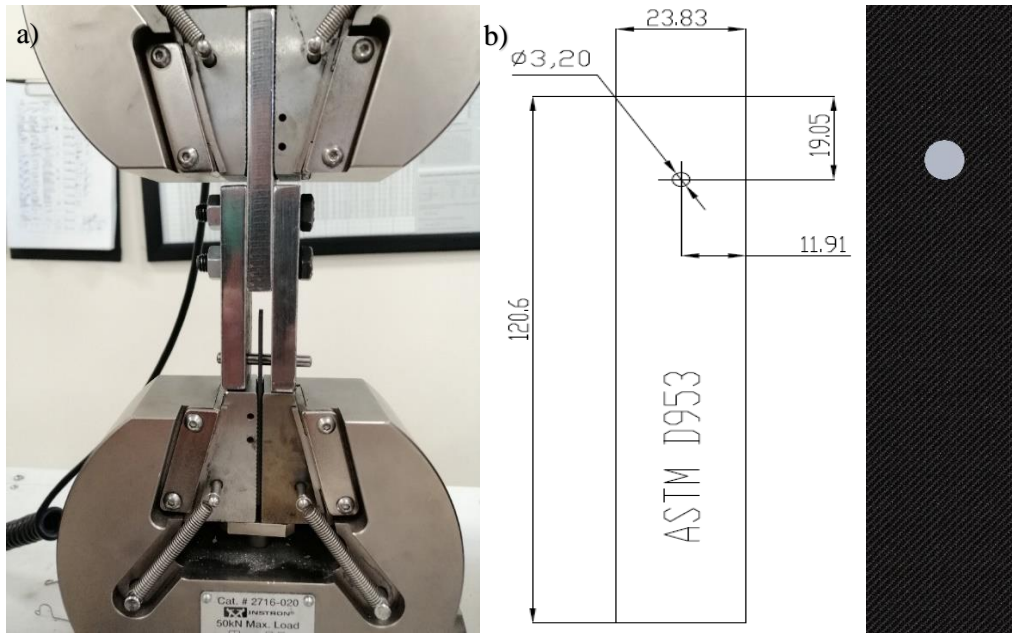 a)
Cat. # 2716-020
INSTRON®
50kN Max. Load
b)
23.83
ø3,20
19.05
11.91
120.6
ASTM D953